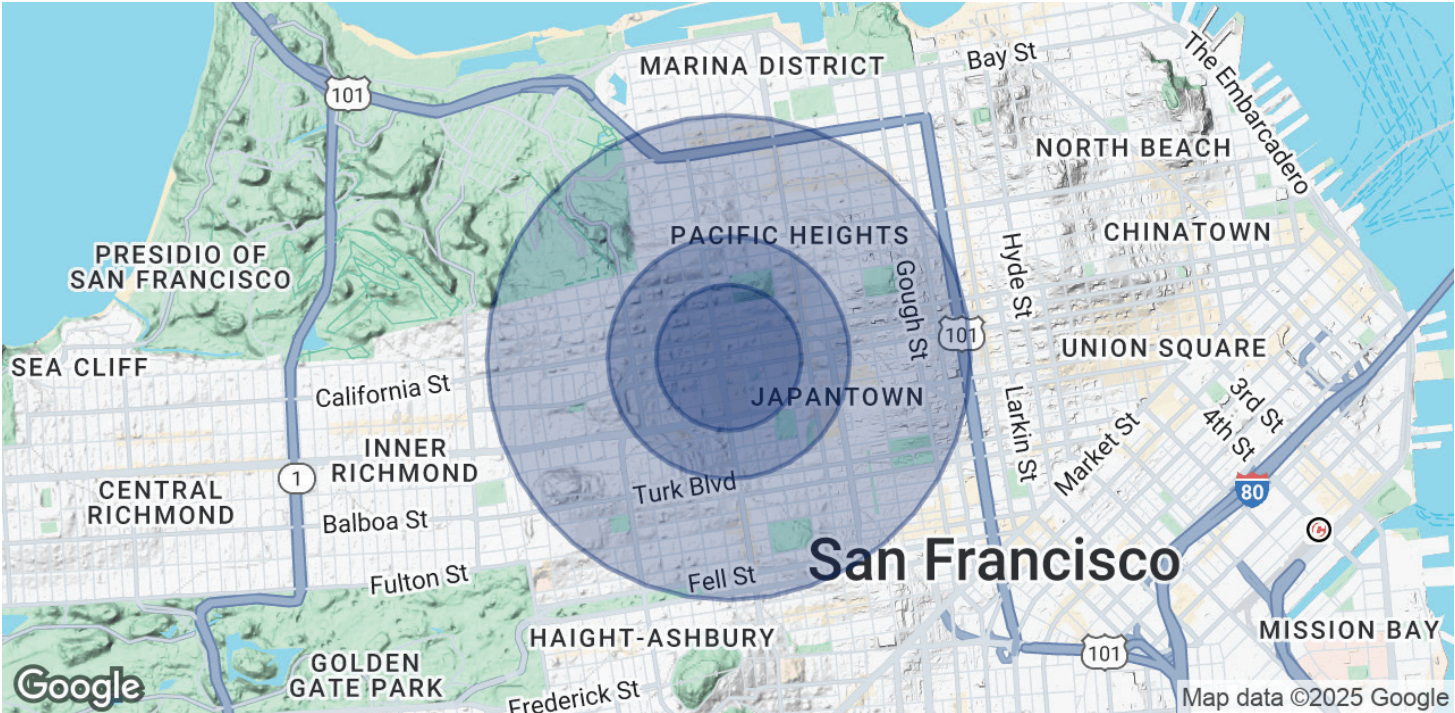 MARINA DISTRICT
Bay St
The Embarcadero
101
NORTH BEACH
PACIFIC HEIGHTS
CHINATOWN
PRESIDIO OF
SAN FRANCISCO
Hyde St
Gough St
101
UNION SQUARE
SEA CLIFF
California St
JAPANTOWN
Larkin St
3rd St
4th St
Market St
INNER
RICHMOND
1
CENTRAL
RICHMOND
Turk Blvd
80
Balboa St
San Francisco
Fulton St
Fell St
HAIGHT-ASHBURY
MISSION BAY
101
GOLDEN
GATE PARK
Frederick St
Google
Map data ©2025 Google